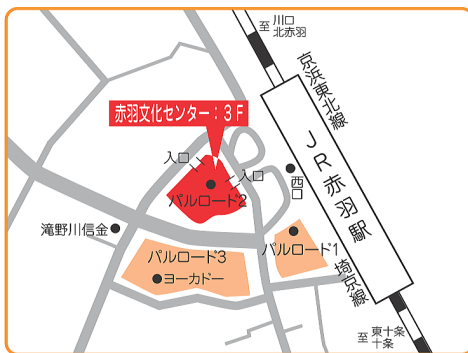 至
川口
北赤羽
京浜東北線
赤羽文化センター：3F
JR赤羽駅
入口
入口
西口
パルロード2
滝野川信金
パルロード1
パルロード3
ヨーカドー
埼京線
至
東十条
十条